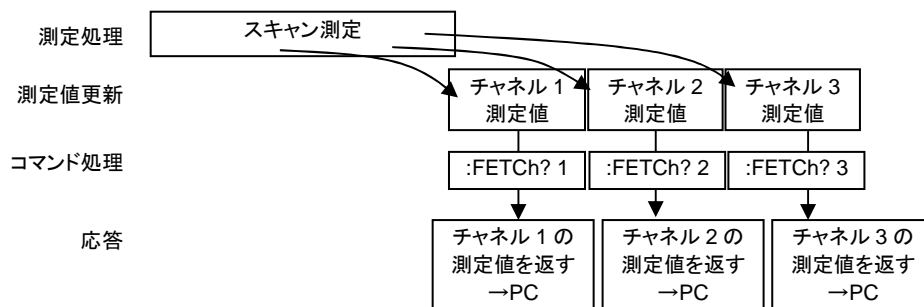 測定処理
スキャン測定
測定値更新
チャネル 1
測定値
チャネル 2
測定値
チャネル 3
測定値
コマンド処理
:FETCh? 1
:FETCh? 2
:FETCh? 3
応答
チャネル 1 の
測定値を返す
→PC
チャネル 2 の
測定値を返す
→PC
チャネル 3 の
測定値を返す
→PC